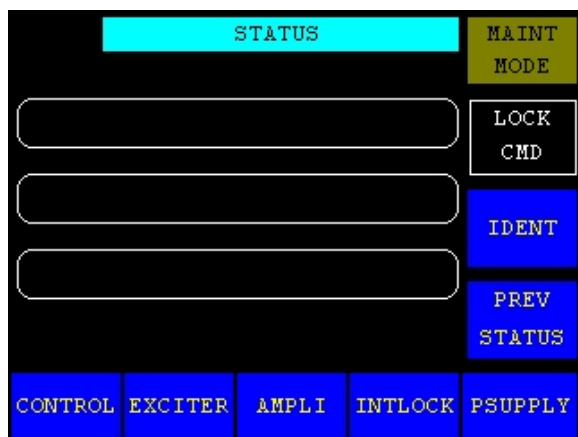 STATUS
MAINT
MODE
LOCK
CMD
IDENT
PREV
STATUS
CONTROL
EXCITER
AMPLI
INTLOCK
PSUPPLY